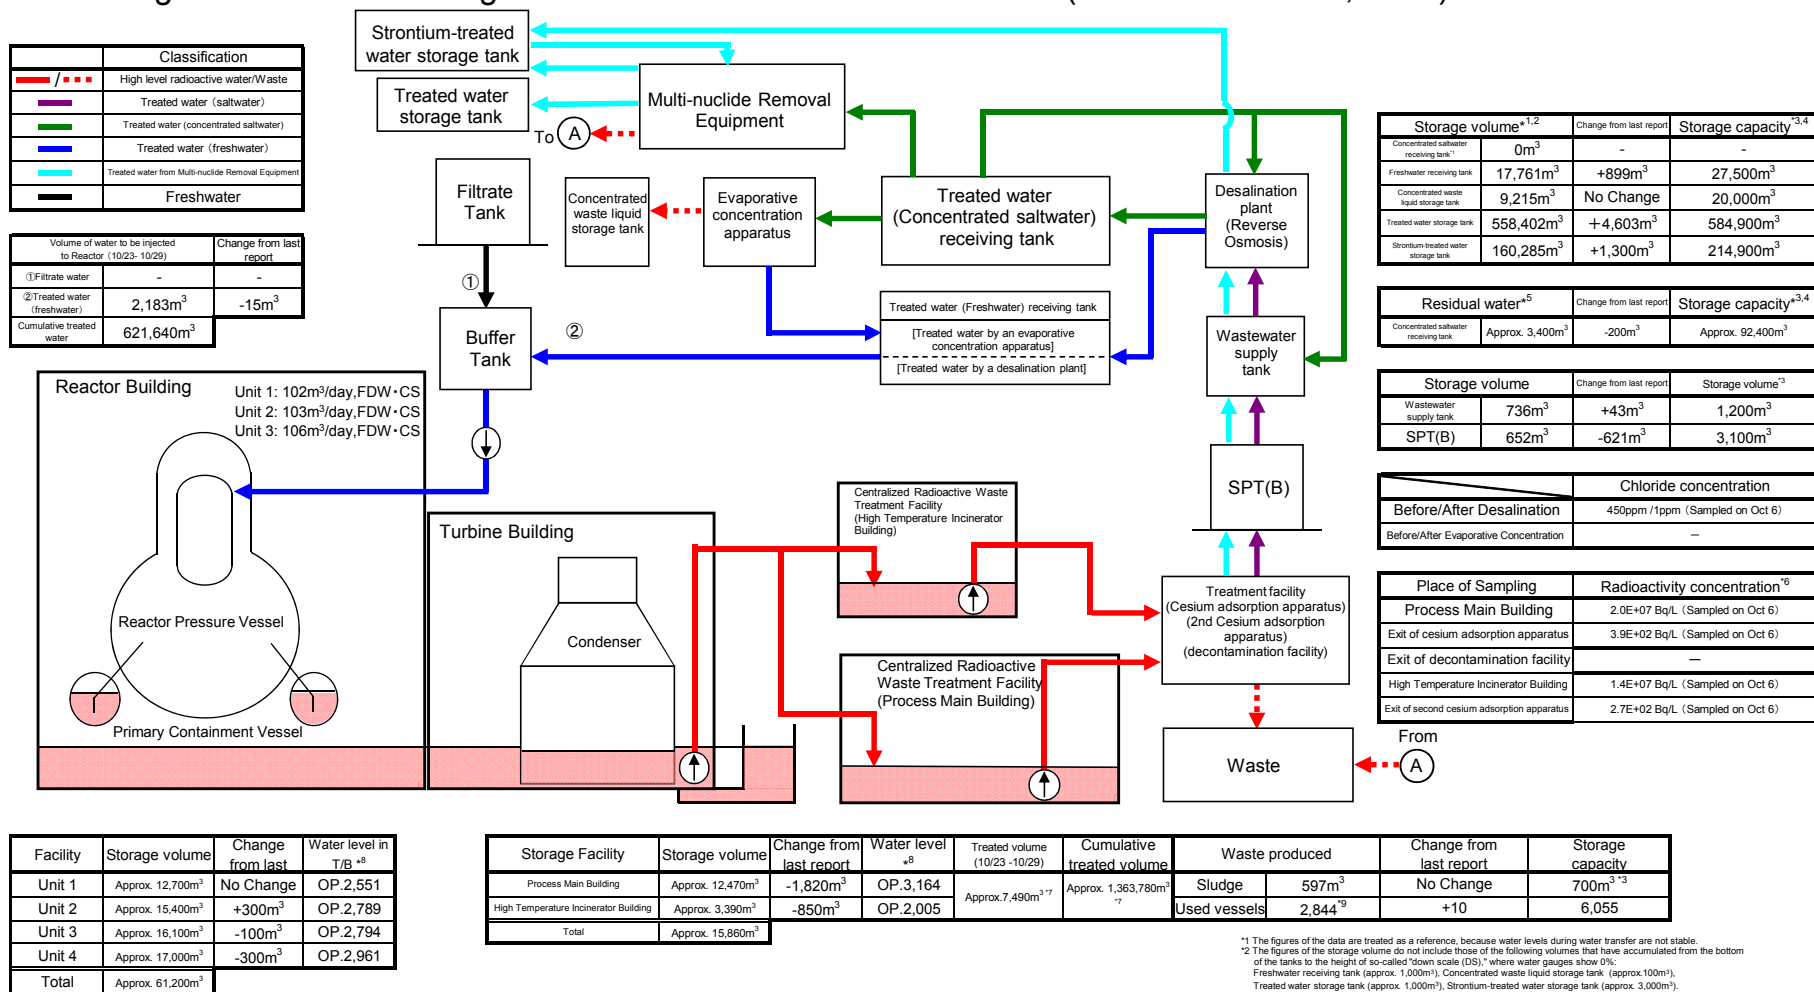 Classification
/
High level radioactive water/Waste
Treated water (saltwater)
Treated water (concentrated saltwater)
Treated water (freshwater)
Treated water from Multi-nuclide Removal Equipment
Freshwater
Volume of water to be injected
to Reactor (10/23- 10/29)
Change from last
report
①Filtrate water
-
-
②Treated water
(freshwater)
2,183m3
-15m3
Cumulative treated
water
621,640m3
Strontium-treated
water storage tank
Treated water
storage tank
Multi-nuclide Removal
Equipment
To A
Filtrate
Tank
Concentrated
waste liquid
storage tank
Evaporative
concentration
apparatus
Treated water
(Concentrated saltwater)
receiving tank
Desalination
plant
(Reverse
Osmosis)
①
②
Buffer
Tank
Treated water (Freshwater) receiving tank
[Treated water by an evaporative
concentration apparatus]
[Treated water by a desalination plant]
Wastewater
supply
tank
SPT(B)
Reactor Building
Unit 1: 102m3/day,FDW・CS
Unit 2: 103m3/day,FDW・CS
Unit 3: 106m3/day,FDW・CS
Reactor Pressure Vessel
Primary Containment Vessel
Turbine Building
Condenser
Centralized Radioactive Waste
Treatment Facility
(High Temperature Incinerator
Building)
Centralized Radioactive
Waste Treatment Facility
(Process Main Building)
Treatment facility
(Cesium adsorption apparatus)
(2nd Cesium adsorption
apparatus)
(decontamination facility)
Waste
From
A
Storage volume*1,2
Change from last report
Storage capacity*3,4
Concentrated saltwater
receiving tank*1
0m3
-
-
Freshwater receiving tank
17,761m3
+899m3
27,500m3
Concentrated waste
liquid storage tank
9,215m3
No Change
20,000m3
Treated water storage tank
558,402m3
+4,603m3
584,900m3
Strontium-treated water
storage tank
160,285m3
+1,300m3
214,900m3
Residual water*5
Change from last report
Storage capacity*3,4
Concentrated saltwater
receiving tank
Approx. 3,400m3
-200m3
Approx. 92,400m3
Storage volume
Change from last report
Storage volume*3
Wastewater
supply tank
736m3
+43m3
1,200m3
SPT(B)
652m3
-621m3
3,100m3
Chloride concentration
Before/After Desalination
450ppm /1ppm (Sampled on Oct 6)
Before/After Evaporative Concentration
-
Place of Sampling
Radioactivity concentration*6
Process Main Building
2.0E+07 Bq/L (Sampled on Oct 6)
Exit of cesium adsorption apparatus
3.9E+02 Bq/L (Sampled on Oct 6)
Exit of decontamination facility
-
High Temperature Incinerator Building
1.4E+07 Bq/L (Sampled on Oct 6)
Exit of second cesium adsorption apparatus
2.7E+02 Bq/L (Sampled on Oct 6)
Facility
Storage volume
Change
from last
Water level in
T/B *8
Unit 1
Approx. 12,700m3
No Change
OP.2,551
Unit 2
Approx. 15,400m3
+300m3
OP.2,789
Unit 3
Approx. 16,100m3
-100m3
OP.2,794
Unit 4
Approx. 17,000m3
-300m3
OP.2,961
Total
Approx. 61,200m3
Storage Facility
Storage volume
Change from
last report
Water level
*8
Treated volume
(10/23 -10/29)
Cumulative
treated volume
Waste produced
Change from
last report
Storage
capacity
Process Main Building
Approx. 12,470m3
-1,820m3
OP.3,164
Approx.7,490m3 *7
Approx. 1,363,780m3
*7
Sludge
597m3
No Change
700m3 *3
High Temperature Incinerator Building
Approx. 3,390m3
-850m3
OP.2,005
Used vessels
2,844*9
+10
6,055
Total
Approx. 15,860m3
*1 The figures of the data are treated as a reference, because water levels during water transfer are not stable.
*2 The figures of the storage volume do not include those of the following volumes that have accumulated from the bottom
of the tanks to the height of so-called "down scale (DS)," where water gauges show 0%:
Freshwater receiving tank (approx. 1,000m3), Concentrated waste liquid storage tank (approx.100m3),
Treated water storage tank (approx. 1,000m3), Strontium-treated water storage tank (approx. 3,000m3).